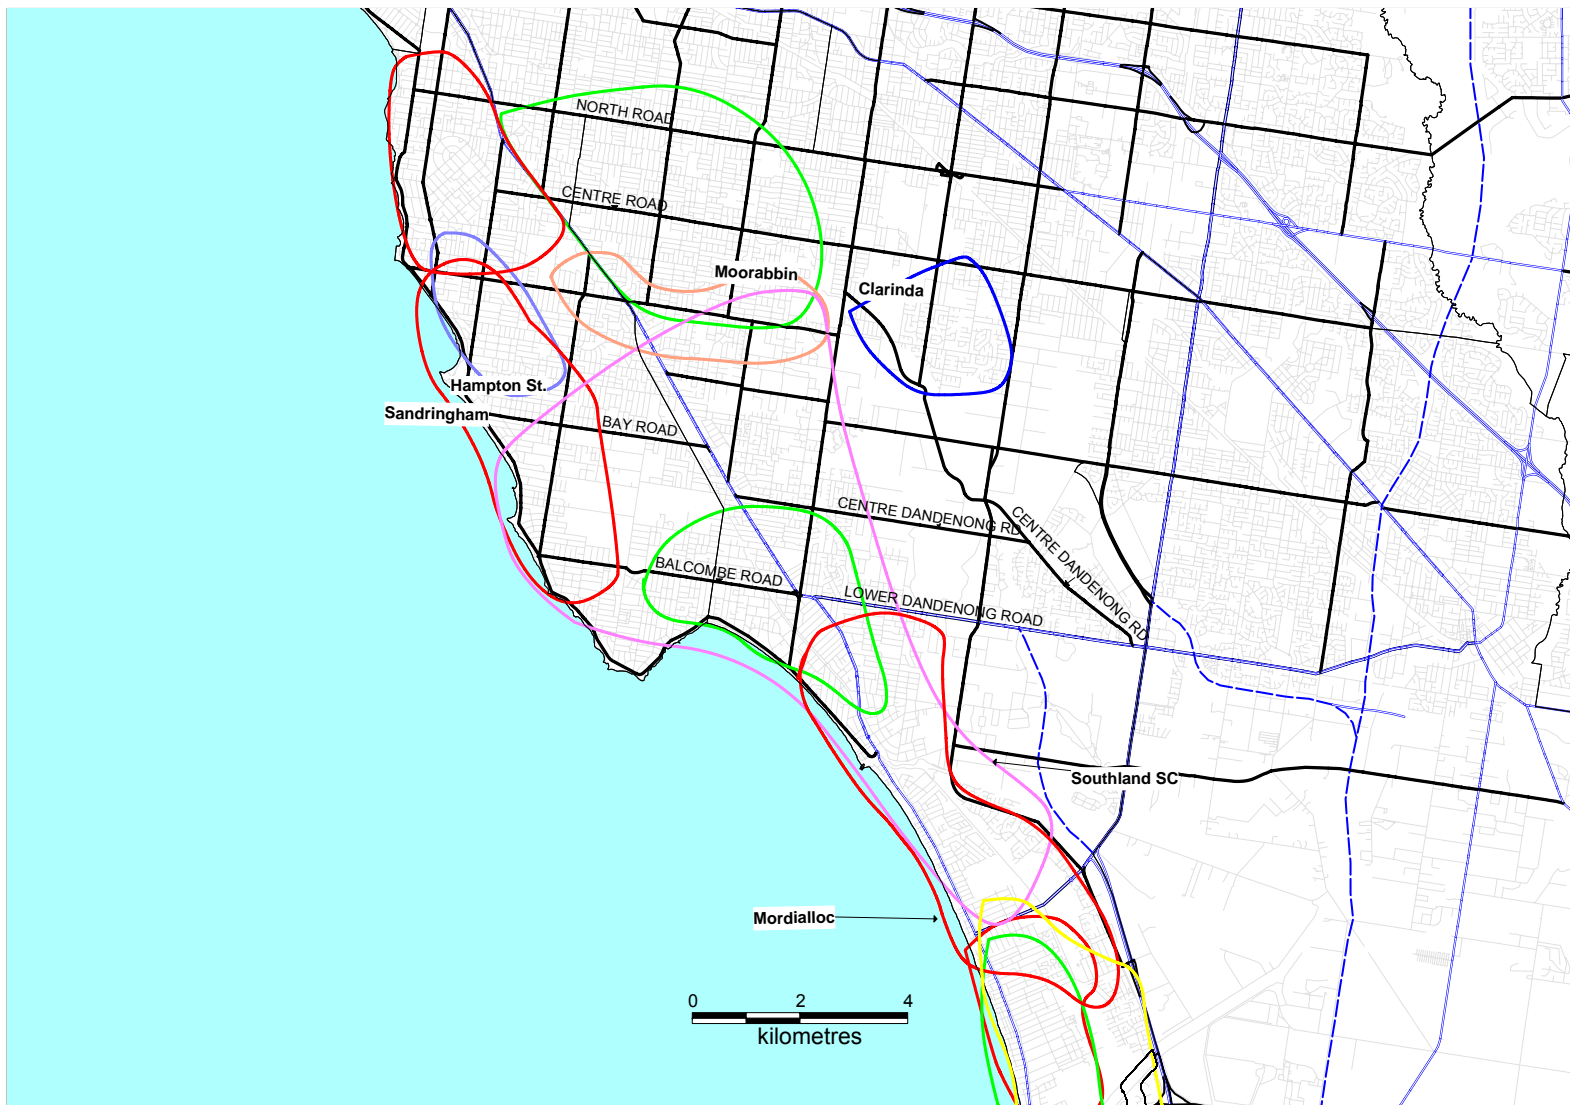 NORTH ROAD
CENTRE ROAD
Moorabbin
Clarinda
Hampton St.
Sandringham
BAY ROAD
CENTRE DANDENONG RD
CENTRE DANDENONG RD
BALCOMBE ROAD
LOWER DANDENONG ROAD
Southland SC
Mordialloc
0 2 4
kilometres